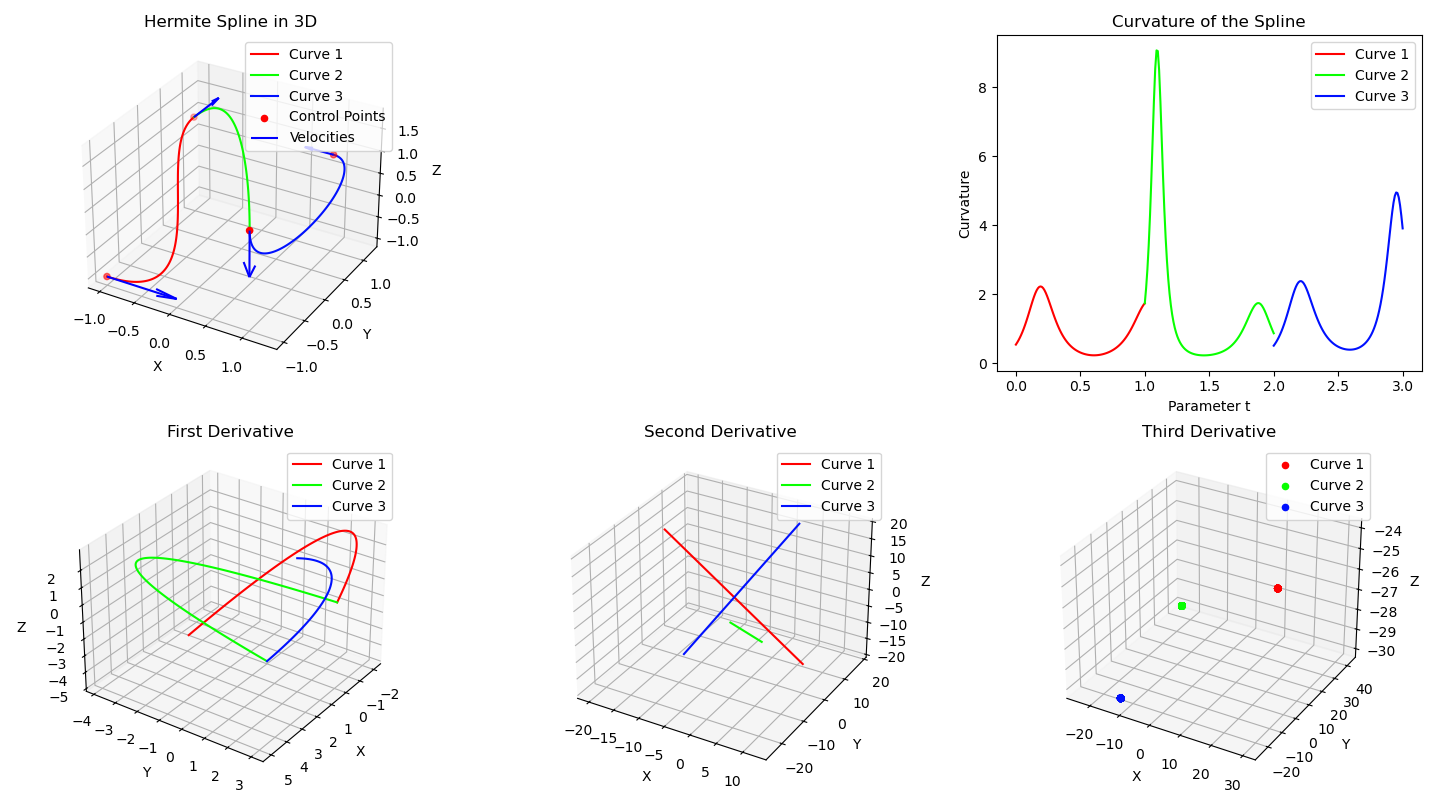 Hermite Spline in 3D
Curve 1
Curve 2
Curve 3
Control Points
Velocities
−1.0
−0.5
0.0
0.5
1.0
X
−1.0
−0.5
0.0
0.5
1.0
Y
1.5
1.0
0.5
0.0
−0.5
−1.0
Z
Curvature of the Spline
Curve 1
Curve 2
Curve 3
8
6
4
2
0
Curvature
0.0 0.5 1.0 1.5 2.0 2.5 3.0
Parameter t
First Derivative
Curve 1
Curve 2
Curve 3
2
1
0
−1
−2
−3
−4
−5
Z
−4
−3
−2
−1
0
1
2
3
Y
−2
−1
0
1
2
3
4
5
X
Second Derivative
Curve 1
Curve 2
Curve 3
20
15
10
5
0
−5
−10
−15
−20
Z
−20
−15
−10
−5
0
5
10
X
20
10
0
−10
−20
Y
Third Derivative
Curve 1
Curve 2
Curve 3
−24
−25
−26
−27
−28
−29
−30
Z
−20
−10
0
10
20
30
X
40
30
20
10
0
−10
−20
Y